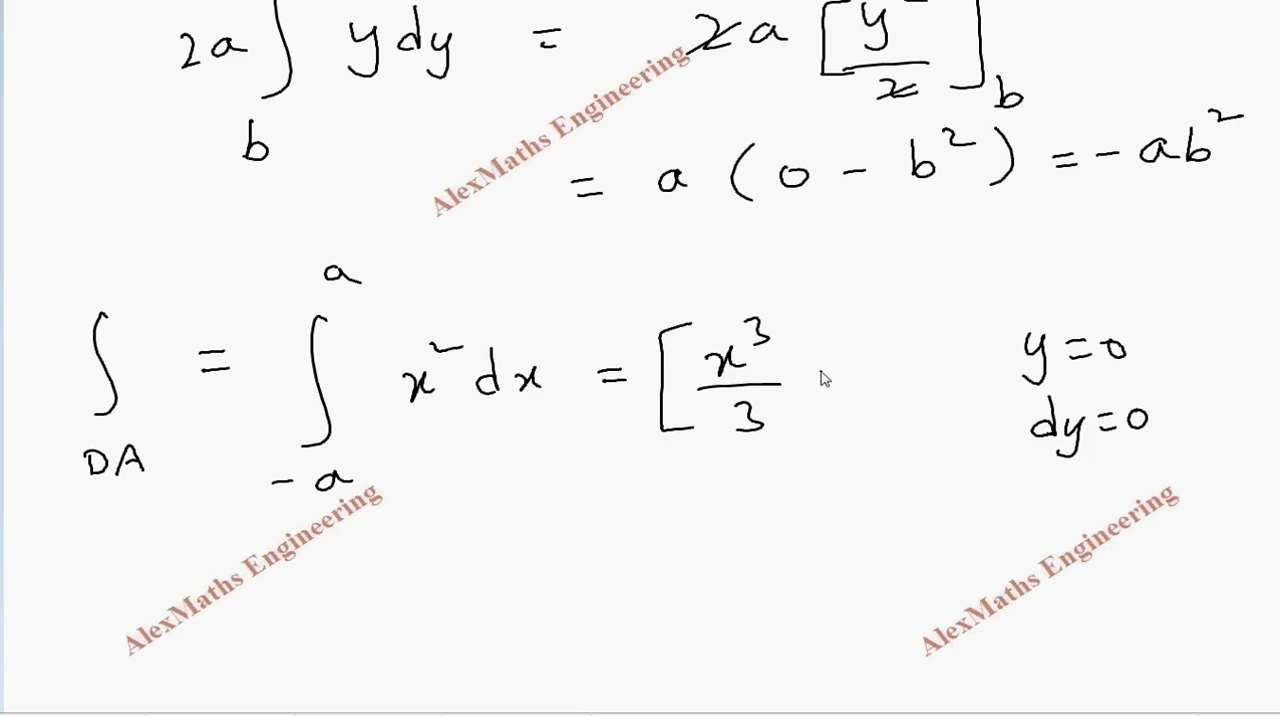 2a ∫ y dy = 2a [ y² / 2 ]
b b
= a ( 0 - b² ) = - ab²
a
∫ = ∫ x² dx = [ x³ / 3 y = 0
dy = 0
DA - a
AlexMaths Engineering
AlexMaths Engineering
AlexMaths Engineering